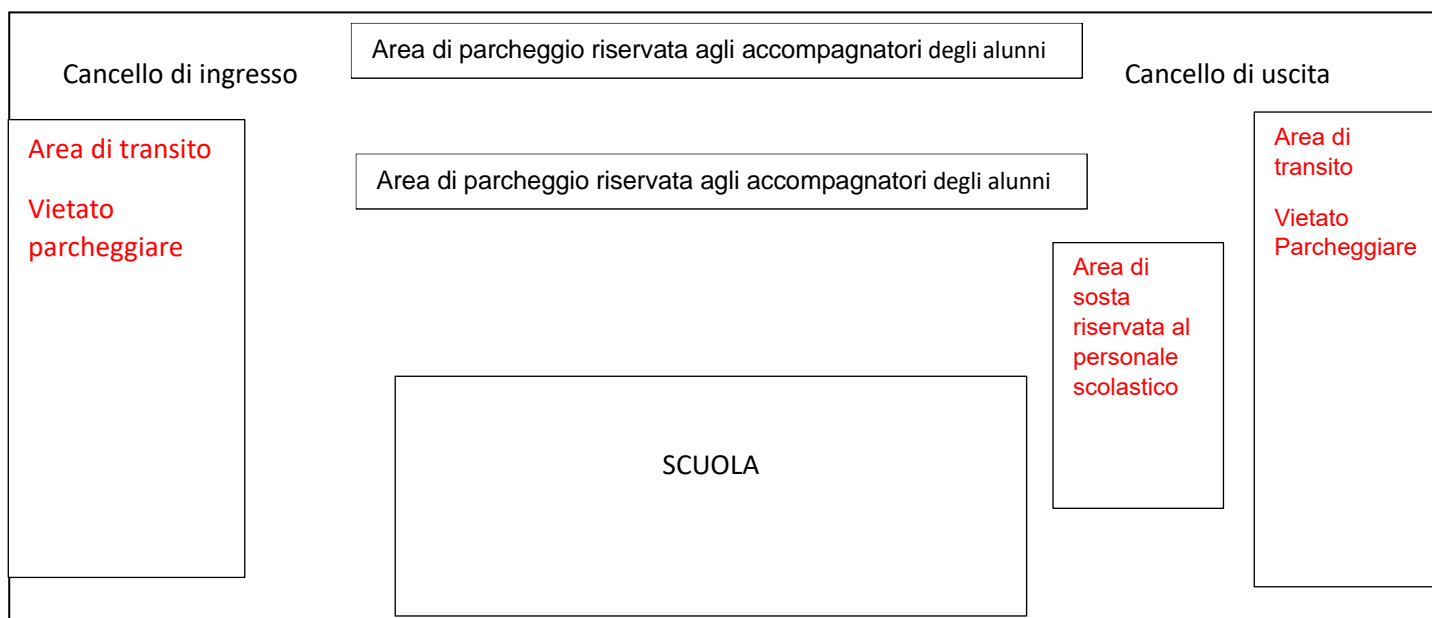 Area di parcheggio riservata agli accompagnatori degli alunni
Cancello di ingresso
Cancello di uscita
Area di transito
Vietato
parcheggiare
Area di parcheggio riservata agli accompagnatori degli alunni
Area di
transito
Vietato
Parcheggiare
Area di
sosta
riservata al
personale
scolastico
SCUOLA